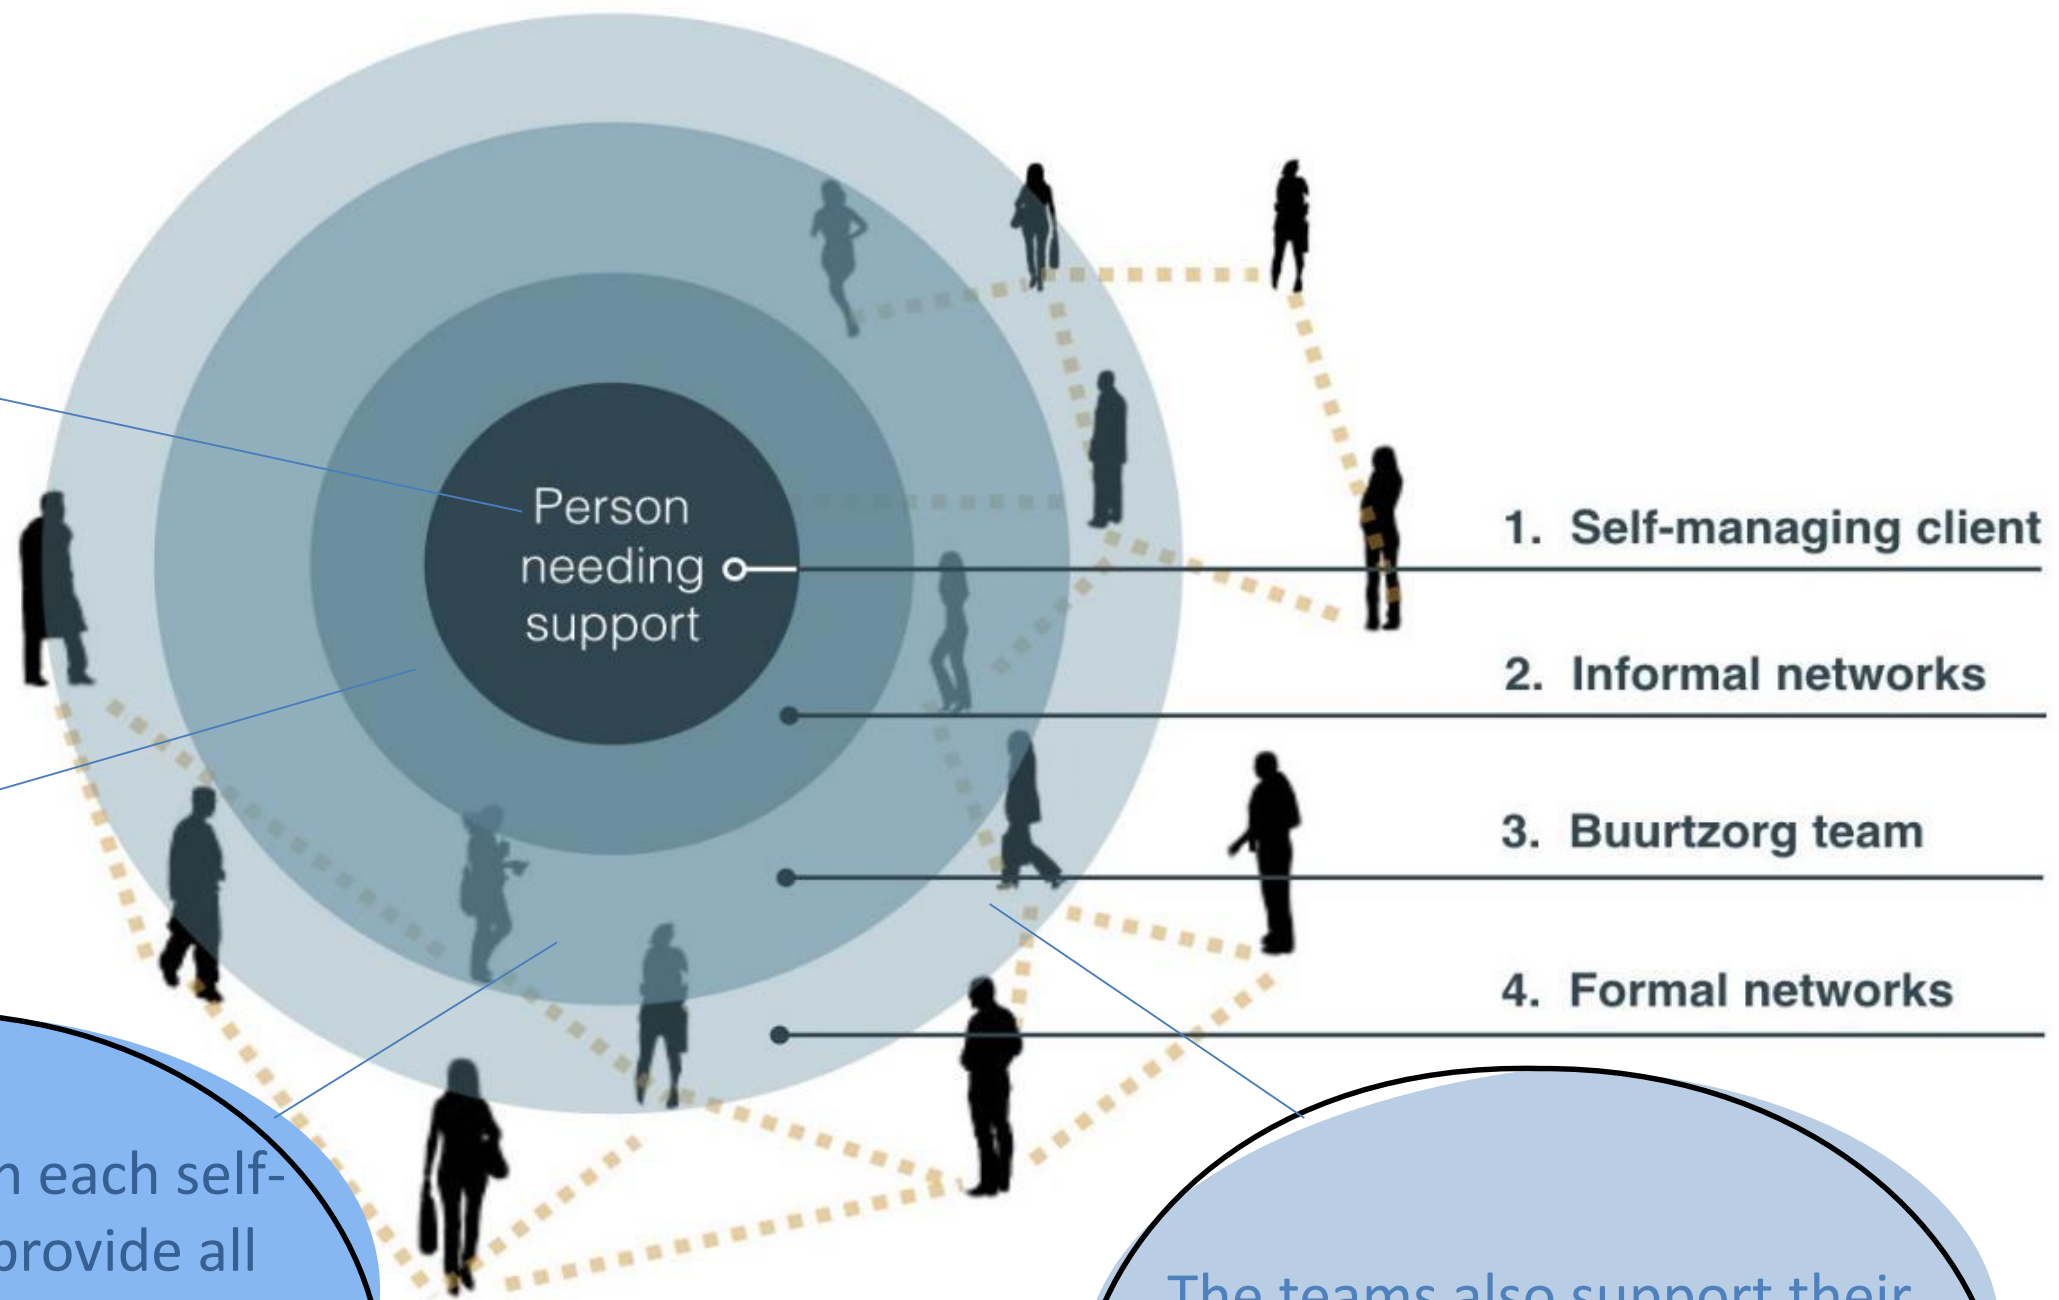 Person
needing
support
1. Self-managing client
2. Informal networks
3. Buurtzorg team
4. Formal networks
each self-
provide all
The teams also support their